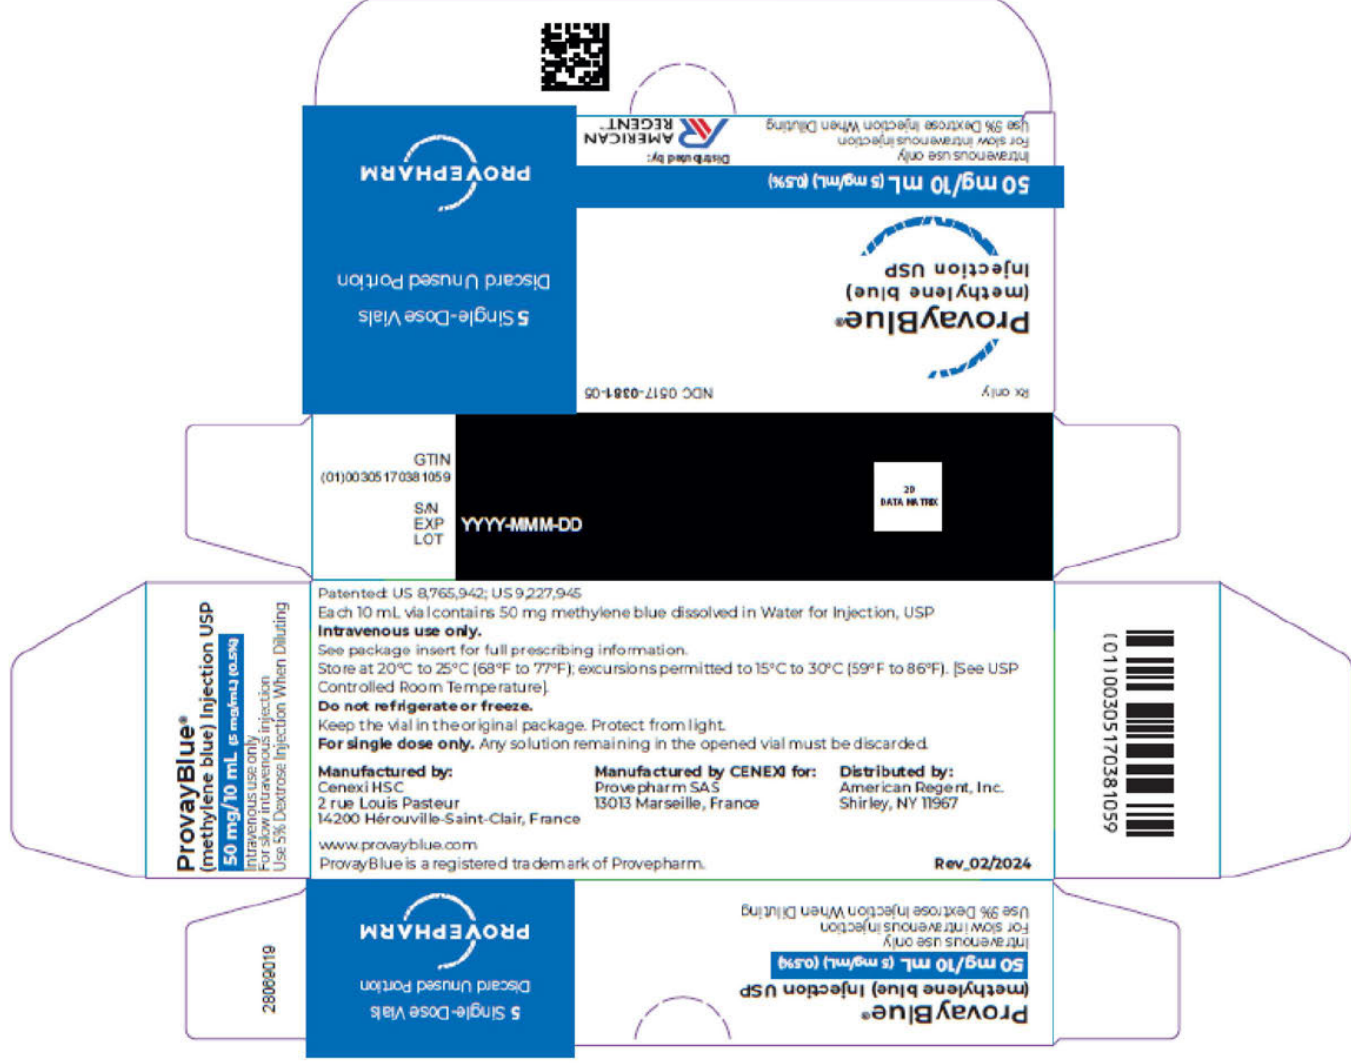 Rx only
NDC 0517-0381-05
ProvayBlue®
(methylene blue)
Injection USP
50 mg/10 mL (5 mg/mL) (0.5%)
Intravenous use only
For slow intravenous injection
Use 5% Dextrose Injection When Diluting
Distributed by:
AMERICAN
REGENT™
5 Single-Dose Vials
Discard Unused Portion
PROVEPHARM
GTIN
(01)00305170381059
S/N
EXP YYYY-MMM-DD
LOT
2D
DATA MATRIX
Patented: US 8,765,942; US 9,227,945
Each 10 mL vial contains 50 mg methylene blue dissolved in Water for Injection, USP
Intravenous use only.
See package insert for full prescribing information.
Store at 20°C to 25°C (68°F to 77°F); excursions permitted to 15°C to 30°C (59°F to 86°F). [See USP
Controlled Room Temperature].
Do not refrigerate or freeze.
Keep the vial in the original package. Protect from light.
For single dose only. Any solution remaining in the opened vial must be discarded.
Manufactured by:
Cenexi HSC
2 rue Louis Pasteur
14200 Hérouville-Saint-Clair, France
Manufactured by CENEXI for:
Provepharm SAS
13013 Marseille, France
Distributed by:
American Regent, Inc.
Shirley, NY 11967
www.provayblue.com
ProvayBlue is a registered trademark of Provepharm.
Rev_02/2024
ProvayBlue®
(methylene blue) Injection USP
50 mg/10 mL (5 mg/mL) (0.5%)
Intravenous use only
For slow intravenous injection
Use 5% Dextrose Injection When Diluting
(01)00305170381059
28069019
ProvayBlue®
(methylene blue) Injection USP
50 mg/10 mL (5 mg/mL) (0.5%)
Intravenous use only
For slow intravenous injection
Use 5% Dextrose Injection When Diluting
5 Single-Dose Vials
Discard Unused Portion
PROVEPHARM